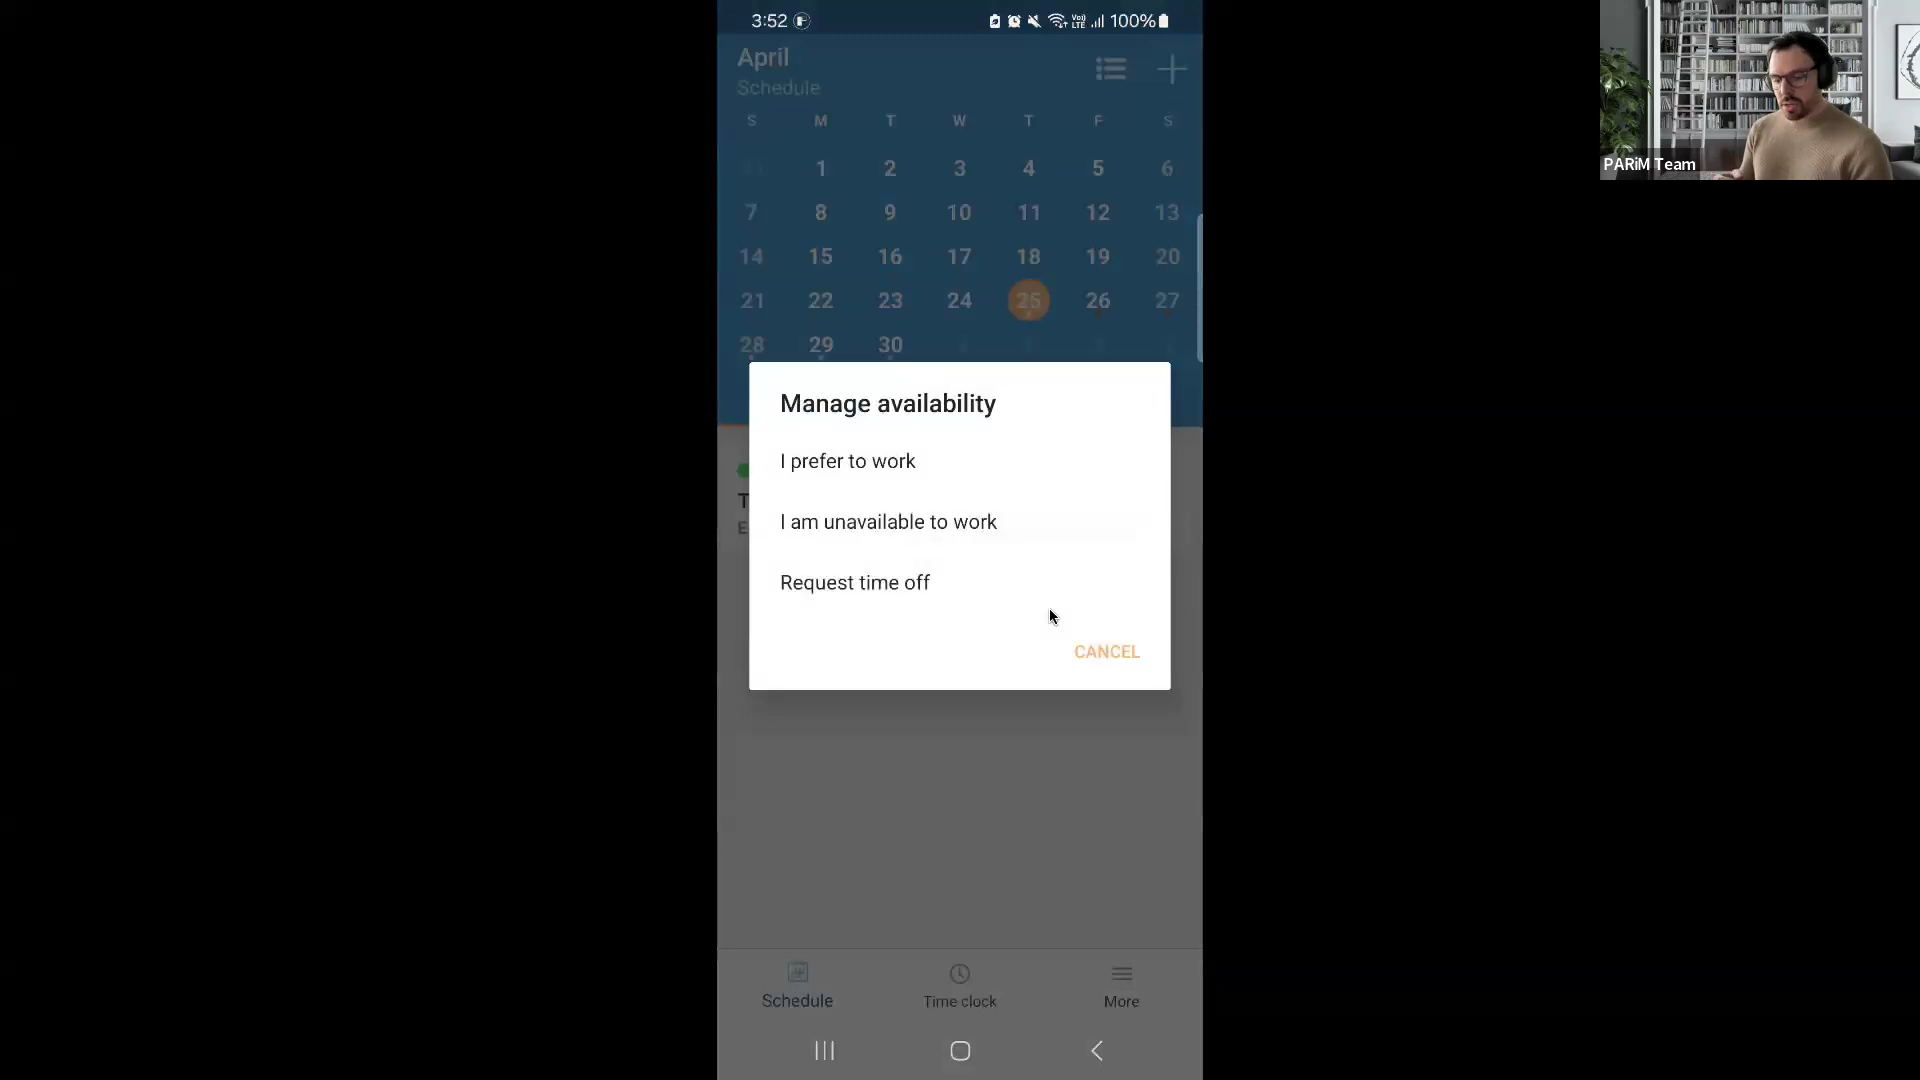 3:52 100%
April
Schedule
S M T W T F S
1 2 3 4 5 6
7 8 9 10 11 12 13
14 15 16 17 18 19 20
21 22 23 24 25 26 27
28 29 30
Manage availability
I prefer to work
I am unavailable to work
Request time off
CANCEL
Schedule Time clock More
PARiM Team